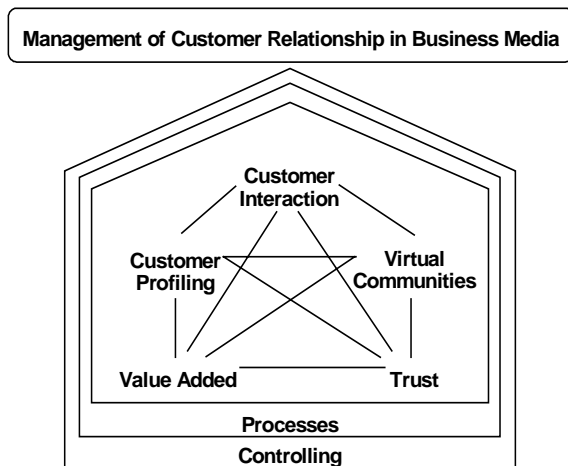 Management of Customer Relationship in Business Media
Customer
Interaction
Customer
Profiling
Virtual
Communities
Value Added
Trust
Processes
Controlling